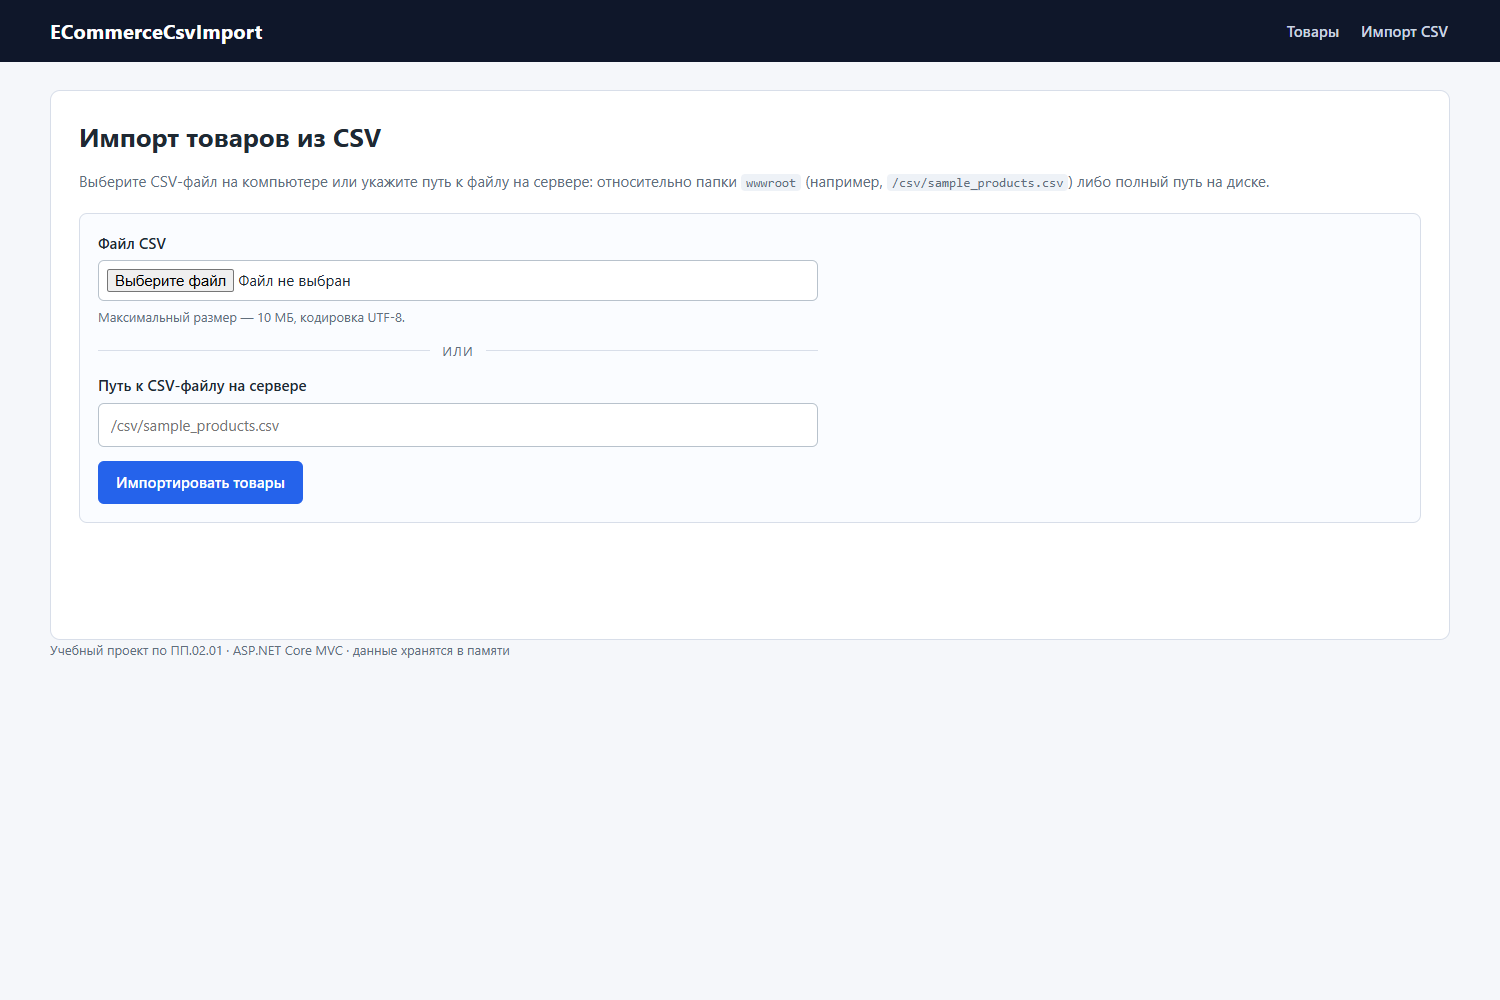 ECommerceCsvImport
Товары Импорт CSV
Импорт товаров из CSV
Выберите CSV-файл на компьютере или укажите путь к файлу на сервере: относительно папки wwwroot (например, /csv/sample_products.csv) либо полный путь на диске.
Файл CSV
Выберите файл Файл не выбран
Максимальный размер — 10 МБ, кодировка UTF-8.
ИЛИ
Путь к CSV-файлу на сервере
/csv/sample_products.csv
Импортировать товары
Учебный проект по ПП.02.01 · ASP.NET Core MVC · данные хранятся в памяти